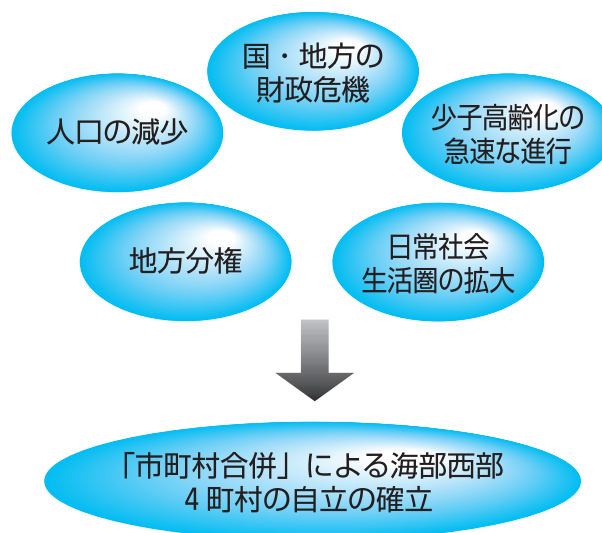 国・地方の
財政危機
人口の減少
少子高齢化の
急速な進行
地方分権
日常社会
生活圏の拡大
「市町村合併」による海部西部
4町村の自立の確立